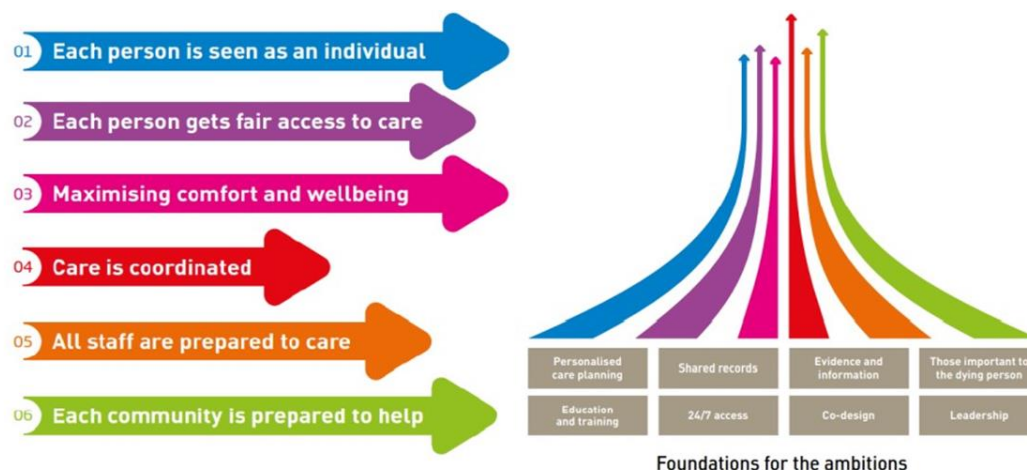 01 Each person is seen as an individual
02 Each person gets fair access to care
03 Maximising comfort and wellbeing
04 Care is coordinated
05 All staff are prepared to care
06 Each community is prepared to help
Personalised
care planning
Shared records
Evidence and
information
Those important to
the dying person
Education
and training
24/7 access
Co-design
Leadership
Foundations for the ambitions